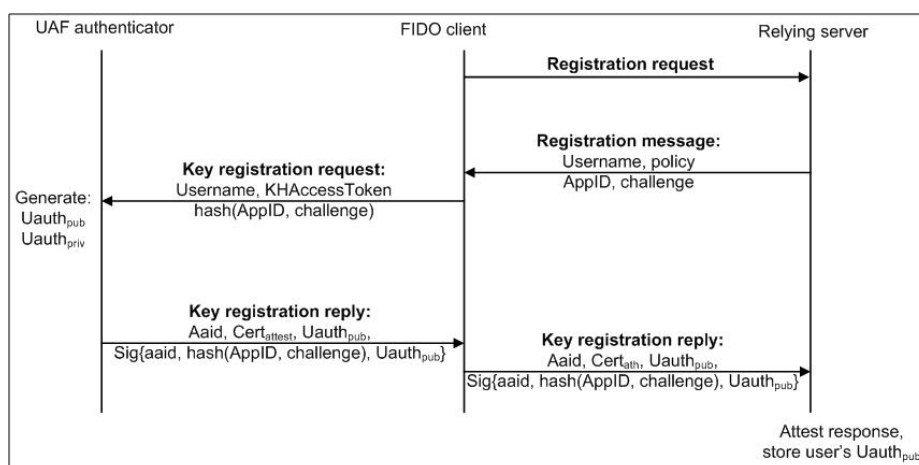 UAF authenticator
FIDO client
Relying server
Registration request
Registration message:
Username, policy
AppID, challenge
Key registration request:
Username, KHAccessToken
hash(AppID, challenge)
Generate:
Uauthpub
Uauthpriv
Key registration reply:
Aaid, Certattest, Uauthpub,
Sig{aaid, hash(AppID, challenge), Uauthpub}
Key registration reply:
Aaid, Certath, Uauthpub,
Sig{aaid, hash(AppID, challenge), Uauthpub}
Attest response,
store user's Uauthpub